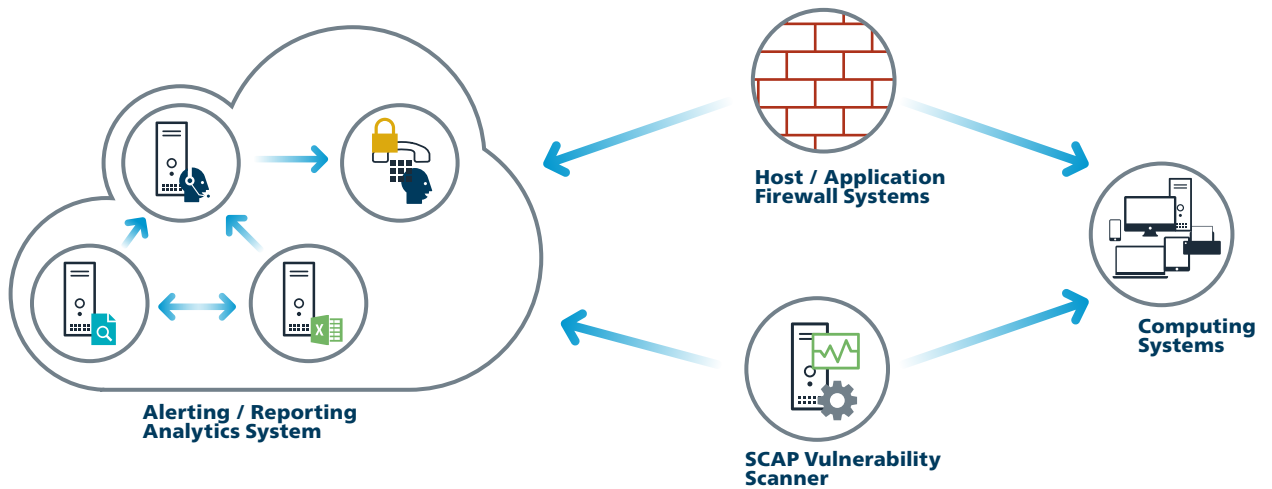 Host / Application
Firewall Systems
Computing
Systems
Alerting / Reporting
Analytics System
SCAP Vulnerability
Scanner
X